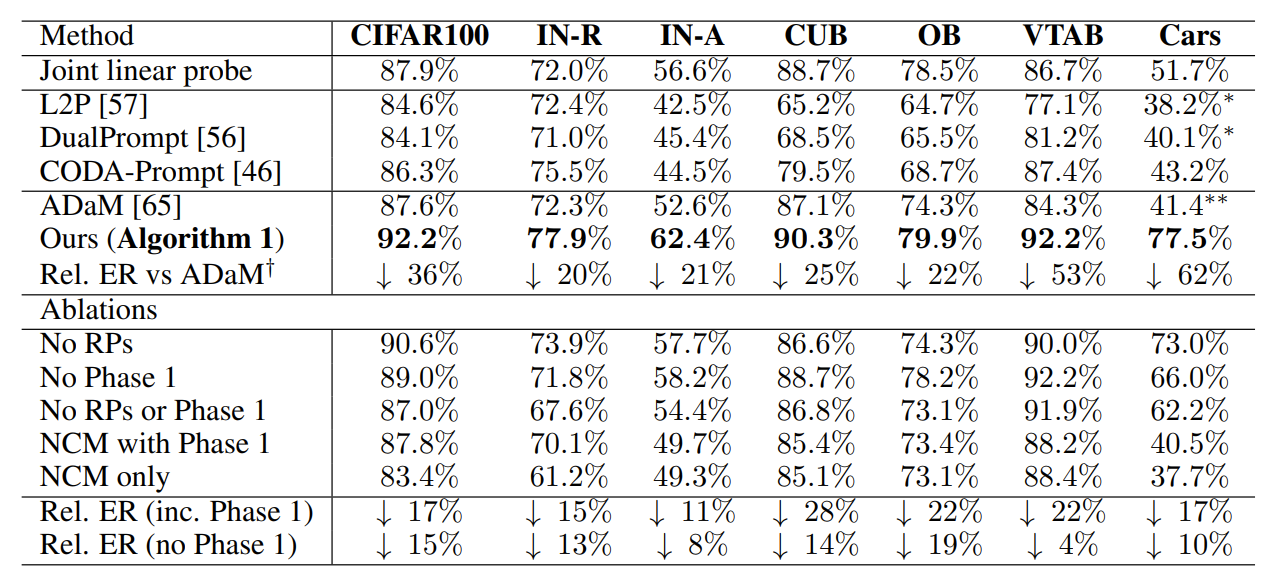 Method CIFAR100 IN-R IN-A CUB OB VTAB Cars
Joint linear probe 87.9% 72.0% 56.6% 88.7% 78.5% 86.7% 51.7%
L2P [57] 84.6% 72.4% 42.5% 65.2% 64.7% 77.1% 38.2%*
DualPrompt [56] 84.1% 71.0% 45.4% 68.5% 65.5% 81.2% 40.1%*
CODA-Prompt [46] 86.3% 75.5% 44.5% 79.5% 68.7% 87.4% 43.2%
ADaM [65] 87.6% 72.3% 52.6% 87.1% 74.3% 84.3% 41.4**
Ours (Algorithm 1) 92.2% 77.9% 62.4% 90.3% 79.9% 92.2% 77.5%
Rel. ER vs ADaM† ↓ 36% ↓ 20% ↓ 21% ↓ 25% ↓ 22% ↓ 53% ↓ 62%
Ablations
No RPs 90.6% 73.9% 57.7% 86.6% 74.3% 90.0% 73.0%
No Phase 1 89.0% 71.8% 58.2% 88.7% 78.2% 92.2% 66.0%
No RPs or Phase 1 87.0% 67.6% 54.4% 86.8% 73.1% 91.9% 62.2%
NCM with Phase 1 87.8% 70.1% 49.7% 85.4% 73.4% 88.2% 40.5%
NCM only 83.4% 61.2% 49.3% 85.1% 73.1% 88.4% 37.7%
Rel. ER (inc. Phase 1) ↓ 17% ↓ 15% ↓ 11% ↓ 28% ↓ 22% ↓ 22% ↓ 17%
Rel. ER (no Phase 1) ↓ 15% ↓ 13% ↓ 8% ↓ 14% ↓ 19% ↓ 4% ↓ 10%